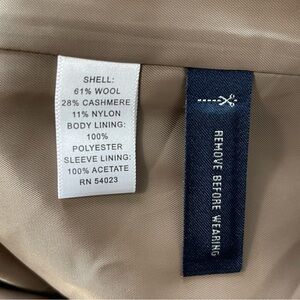 SHELL:
61% WOOL
28% CASHMERE
11% NYLON
BODY LINING:
100%
POLYESTER
SLEEVE LINING:
100% ACETATE
RN 54023
REMOVE BEFORE WEARING